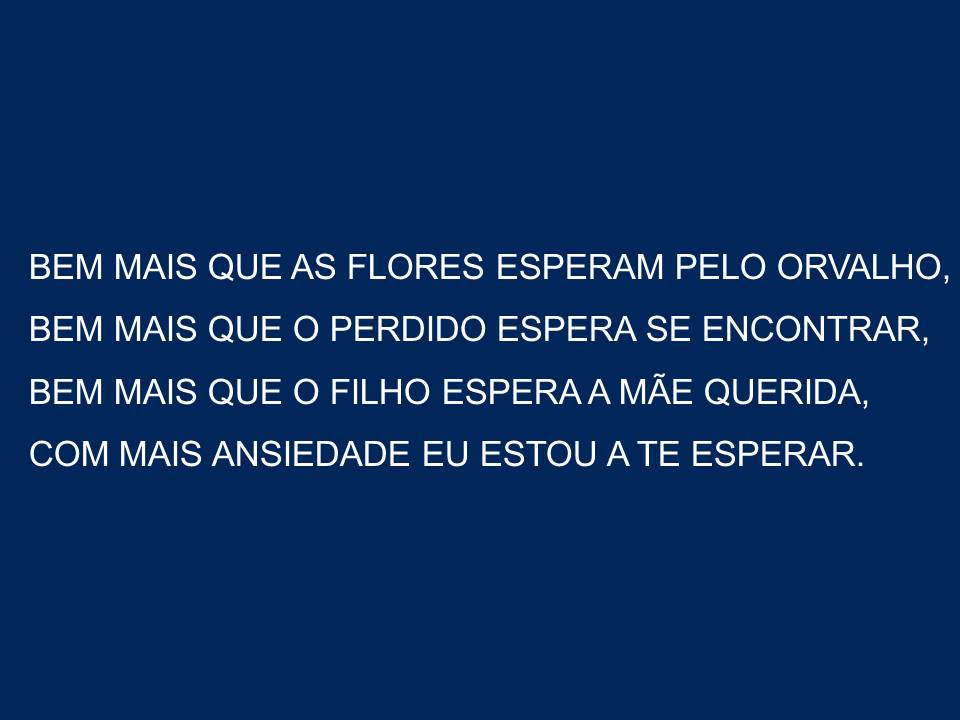 BEM MAIS QUE AS FLORES ESPERAM PELO ORVALHO,
BEM MAIS QUE O PERDIDO ESPERA SE ENCONTRAR,
BEM MAIS QUE O FILHO ESPERA A MÃE QUERIDA,
COM MAIS ANSIEDADE EU ESTOU A TE ESPERAR.